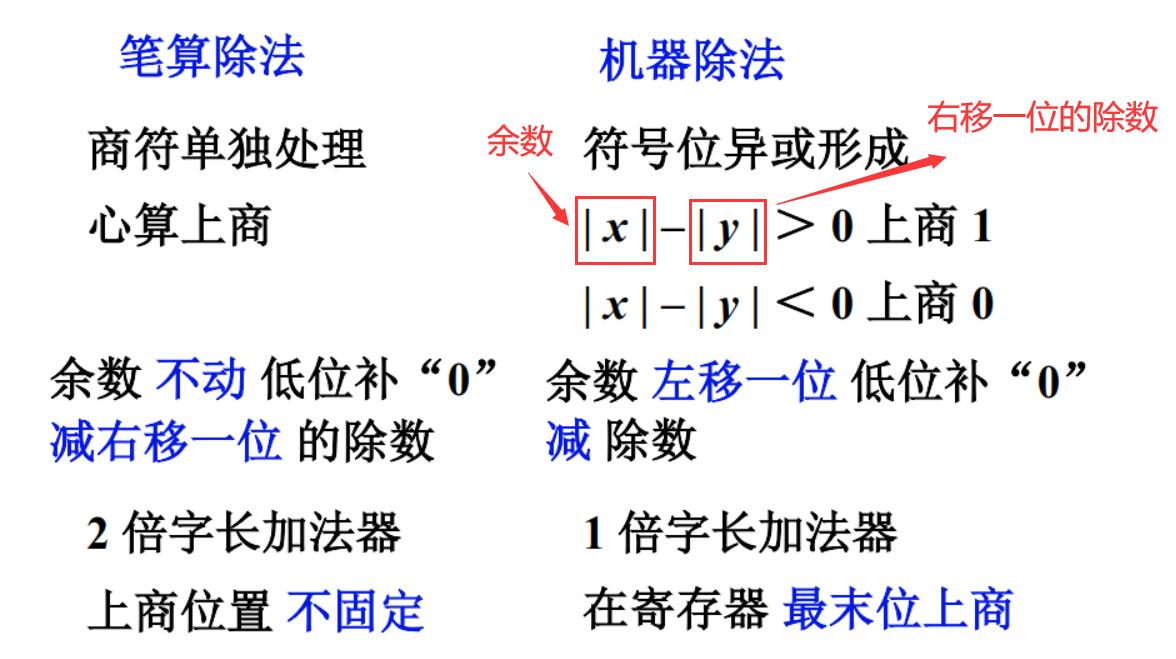 笔算除法
机器除法
商符单独处理
余数
符号位异或形成
右移一位的除数
心算上商
| x | – | y | ＞ 0 上商 1
| x | – | y | ＜ 0 上商 0
余数 不动 低位补 “0”
减右移一位 的除数
余数 左移一位 低位补 “0”
减 除数
2 倍字长加法器
1 倍字长加法器
上商位置 不固定
在寄存器 最末位上商